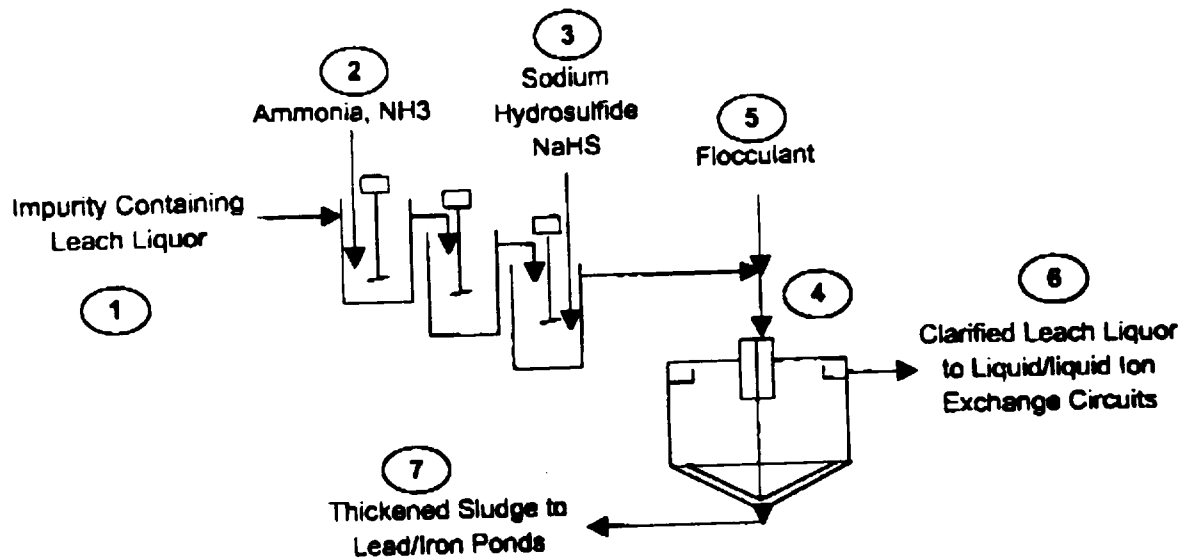 3
Sodium
Hydrosulfide
NaHS
2
Ammonia, NH3
5
Flocculant
Impurity Containing
Leach Liquor
1
4
6
Clarified Leach Liquor
to Liquid/liquid Ion
Exchange Circuits
7
Thickened Sludge to
Lead/Iron Ponds